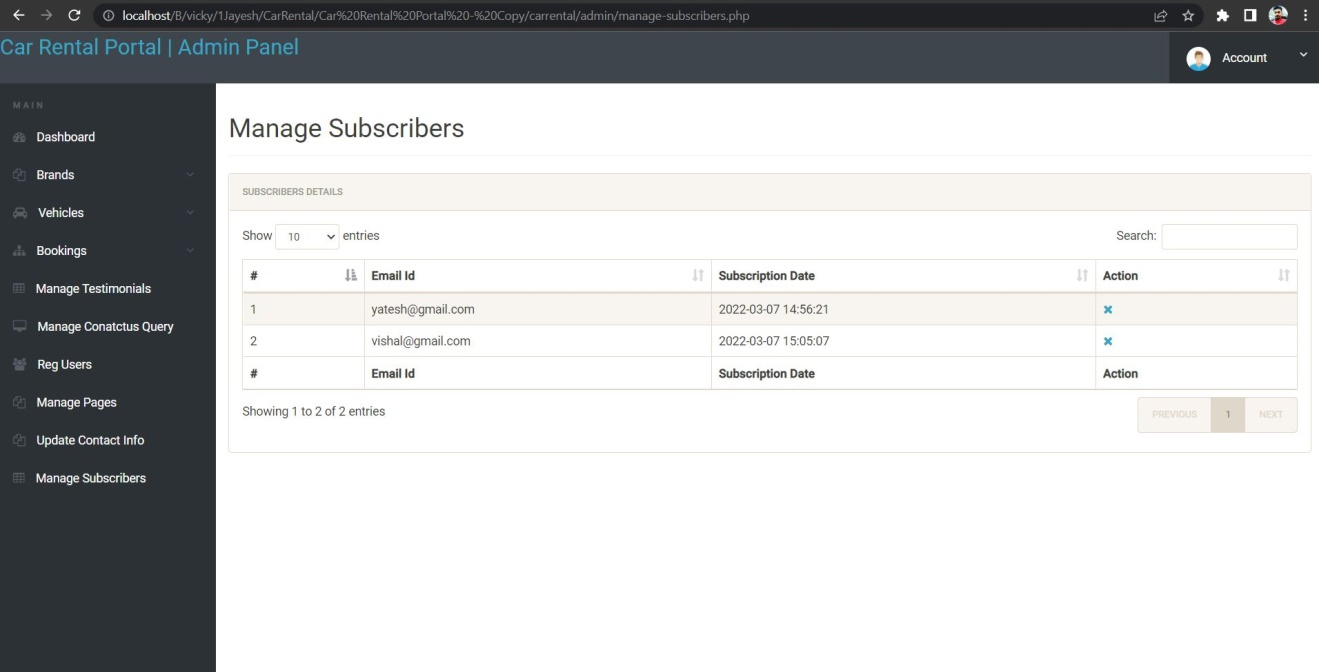 localhost/B/vicky/1Jayesh/CarRental/Car%20Rental%20Portal%20-%20Copy/carrental/admin/manage-subscribers.php
Car Rental Portal | Admin Panel
Account
MAIN
Dashboard
Brands
Vehicles
Bookings
Manage Testimonials
Manage Conatctus Query
Reg Users
Manage Pages
Update Contact Info
Manage Subscribers
Manage Subscribers
SUBSCRIBERS DETAILS
Show 10 entries Search:
# Email Id Subscription Date Action
1 yatesh@gmail.com 2022-03-07 14:56:21
2 vishal@gmail.com 2022-03-07 15:05:07
# Email Id Subscription Date Action
Showing 1 to 2 of 2 entries PREVIOUS 1 NEXT